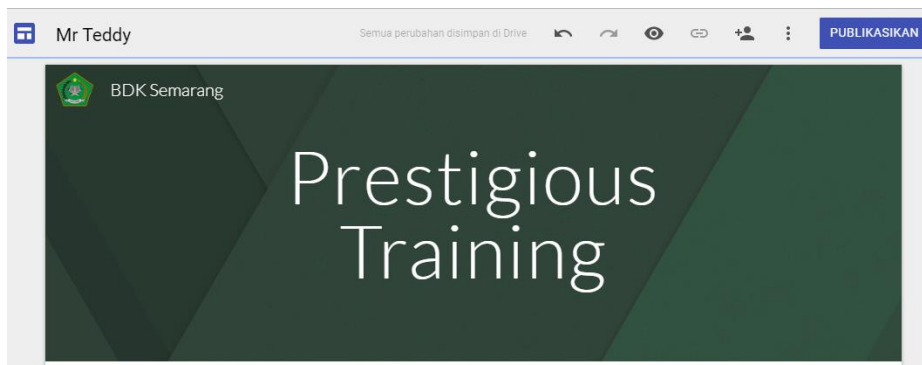 Mr Teddy
Semua perubahan disimpan di Drive
PUBLIKASIKAN
BDK Semarang
Prestigious
Training